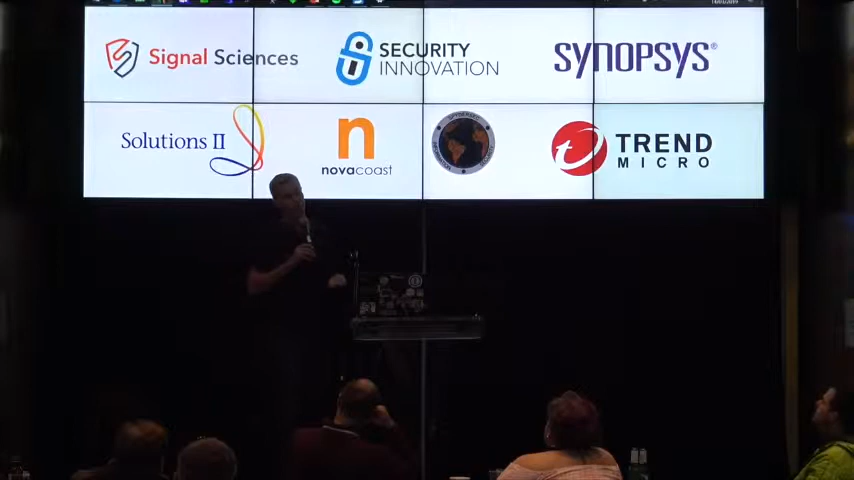 Signal Sciences
SECURITY
INNOVATION
SYNOPSYS®
Solutions II
n
novacoast
TREND
MICRO